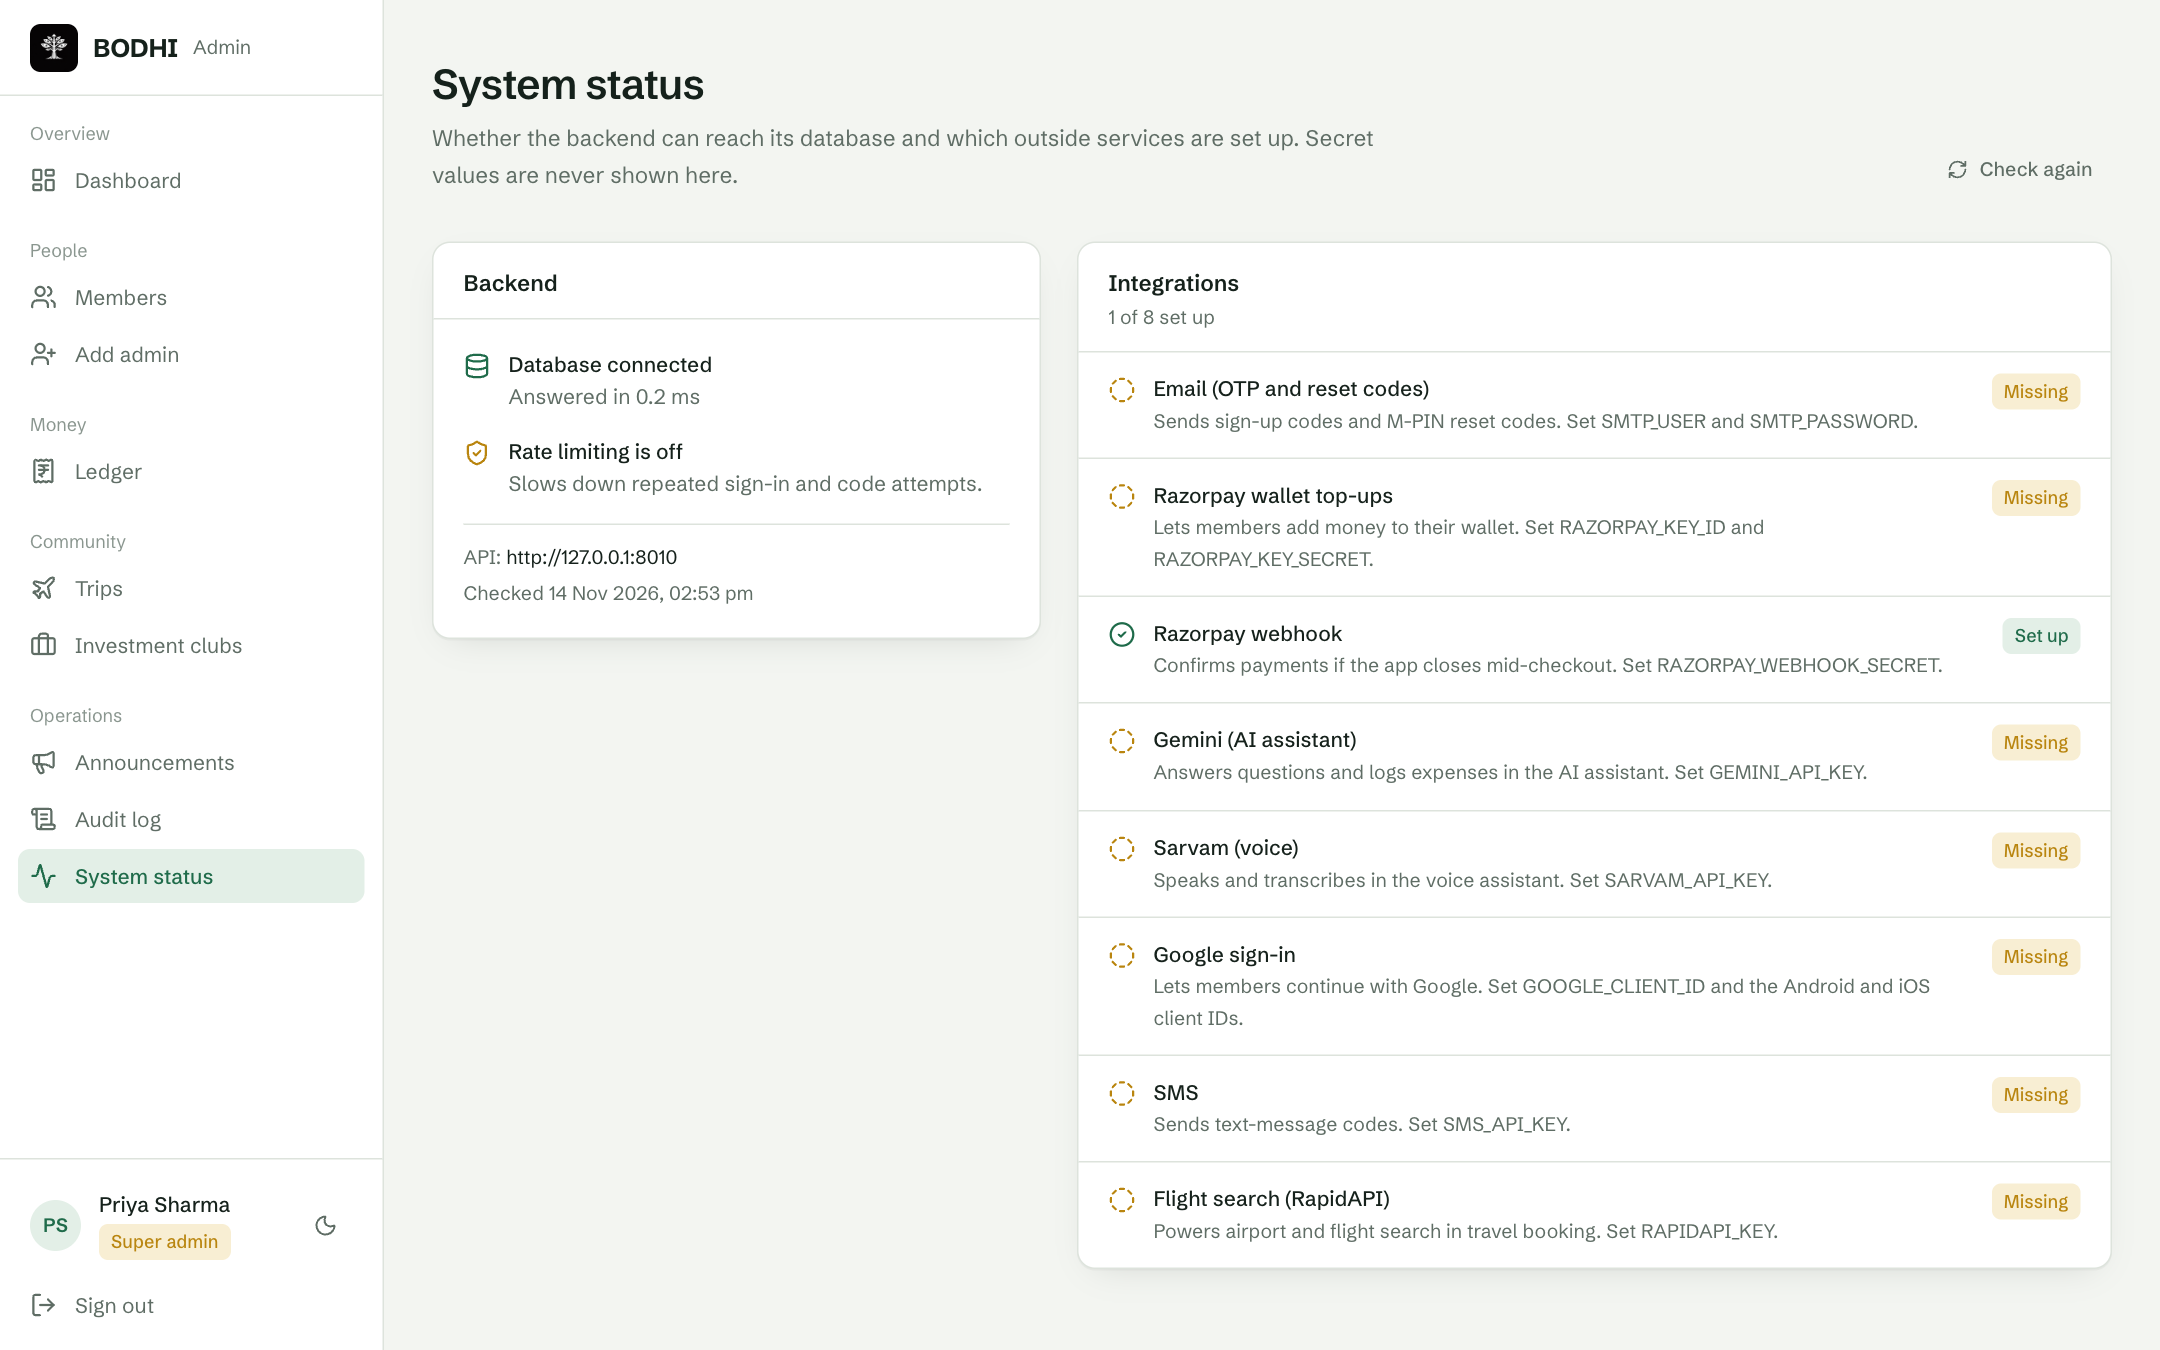 BODHI Admin
Overview
Dashboard
People
Members
Add admin
Money
Ledger
Community
Trips
Investment clubs
Operations
Announcements
Audit log
System status
PS
Priya Sharma
Super admin
Sign out
System status
Whether the backend can reach its database and which outside services are set up. Secret
values are never shown here.
Check again
Backend
Database connected
Answered in 0.2 ms
Rate limiting is off
Slows down repeated sign-in and code attempts.
API: http://127.0.0.1:8010
Checked 14 Nov 2026, 02:53 pm
Integrations
1 of 8 set up
Email (OTP and reset codes)
Missing
Sends sign-up codes and M-PIN reset codes. Set SMTP_USER and SMTP_PASSWORD.
Razorpay wallet top-ups
Missing
Lets members add money to their wallet. Set RAZORPAY_KEY_ID and
RAZORPAY_KEY_SECRET.
Razorpay webhook
Set up
Confirms payments if the app closes mid-checkout. Set RAZORPAY_WEBHOOK_SECRET.
Gemini (AI assistant)
Missing
Answers questions and logs expenses in the AI assistant. Set GEMINI_API_KEY.
Sarvam (voice)
Missing
Speaks and transcribes in the voice assistant. Set SARVAM_API_KEY.
Google sign-in
Missing
Lets members continue with Google. Set GOOGLE_CLIENT_ID and the Android and iOS
client IDs.
SMS
Missing
Sends text-message codes. Set SMS_API_KEY.
Flight search (RapidAPI)
Missing
Powers airport and flight search in travel booking. Set RAPIDAPI_KEY.